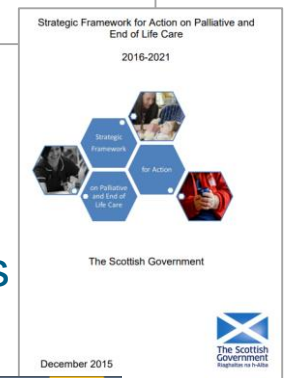 Strategic Framework for Action on Palliative and
End of Life Care
2016-2021
Strategic
Framework
for Action
on Palliative
and End of
Life Care
The Scottish Government
s
The Scottish
Government
Riaghaltas na h-Alba
December 2015